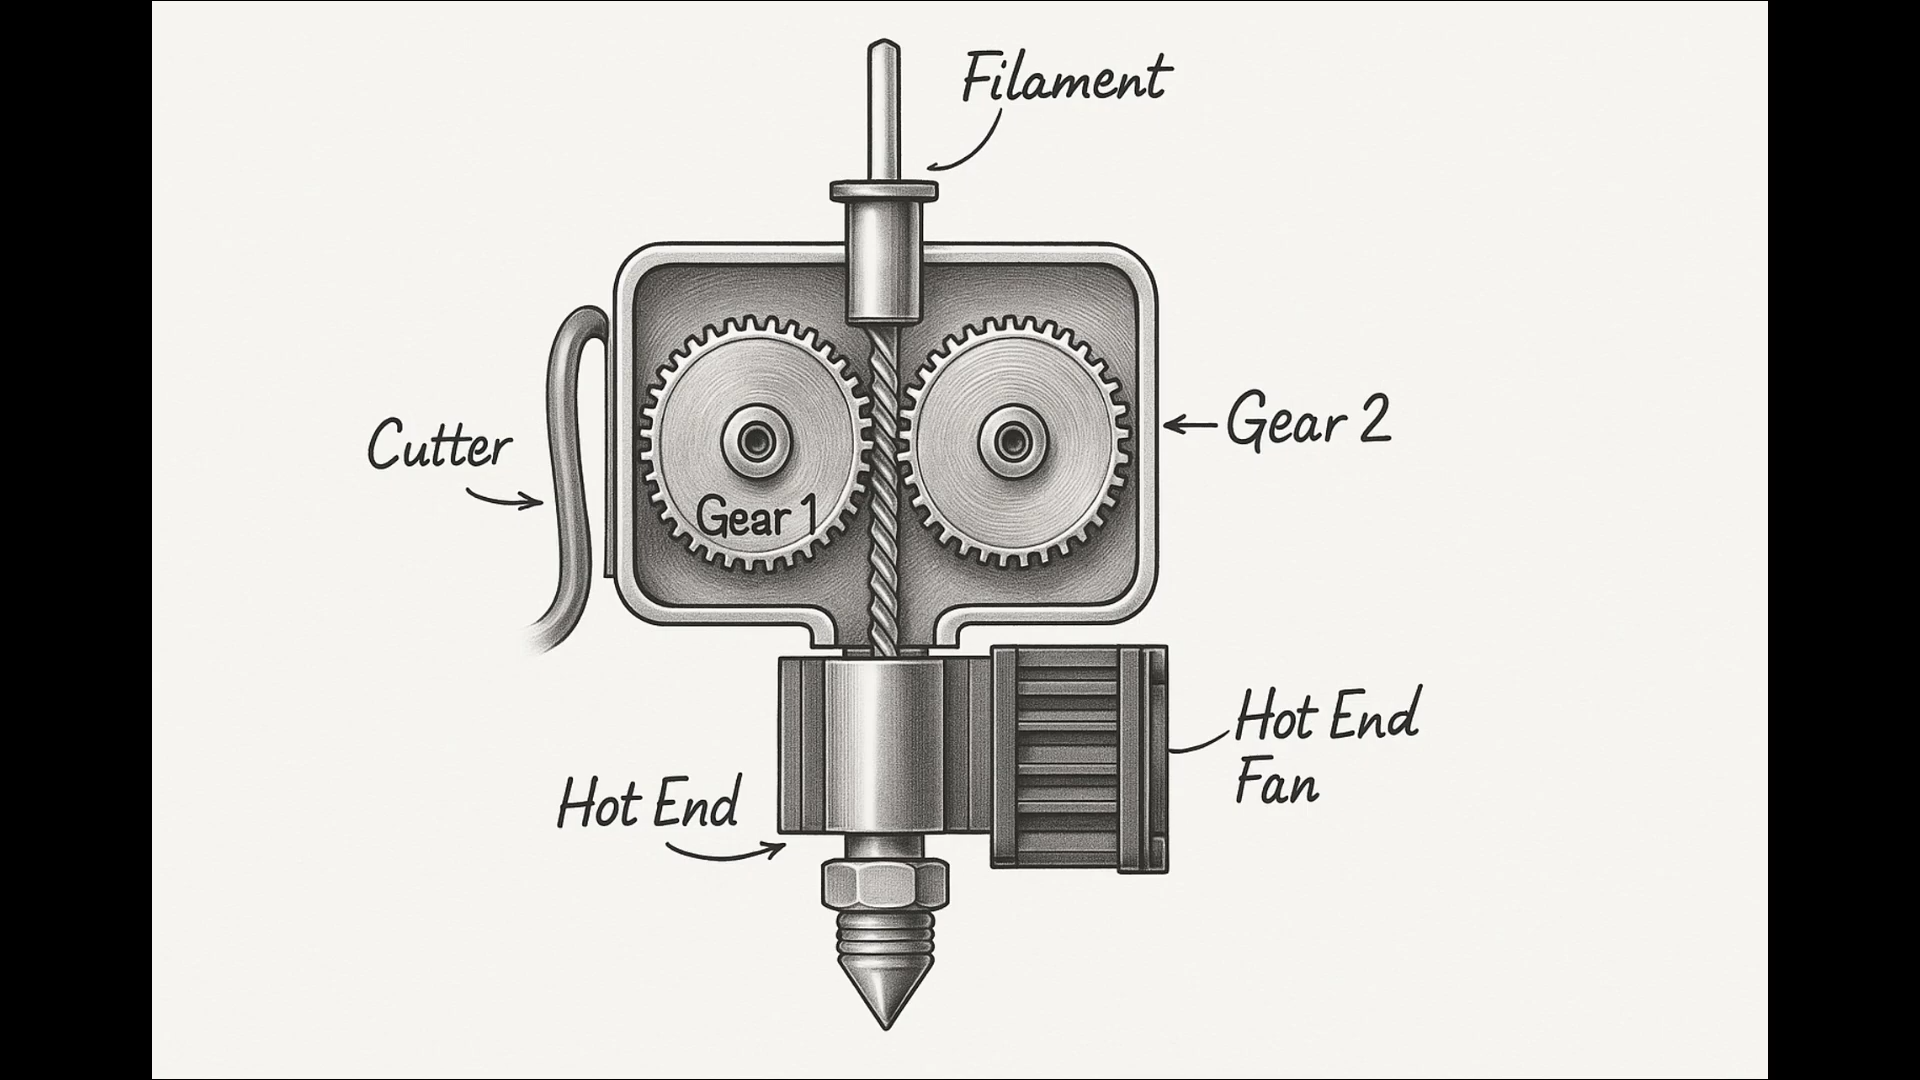 Filament
Gear 2
Cutter
Gear 1
Hot End
Fan
Hot End